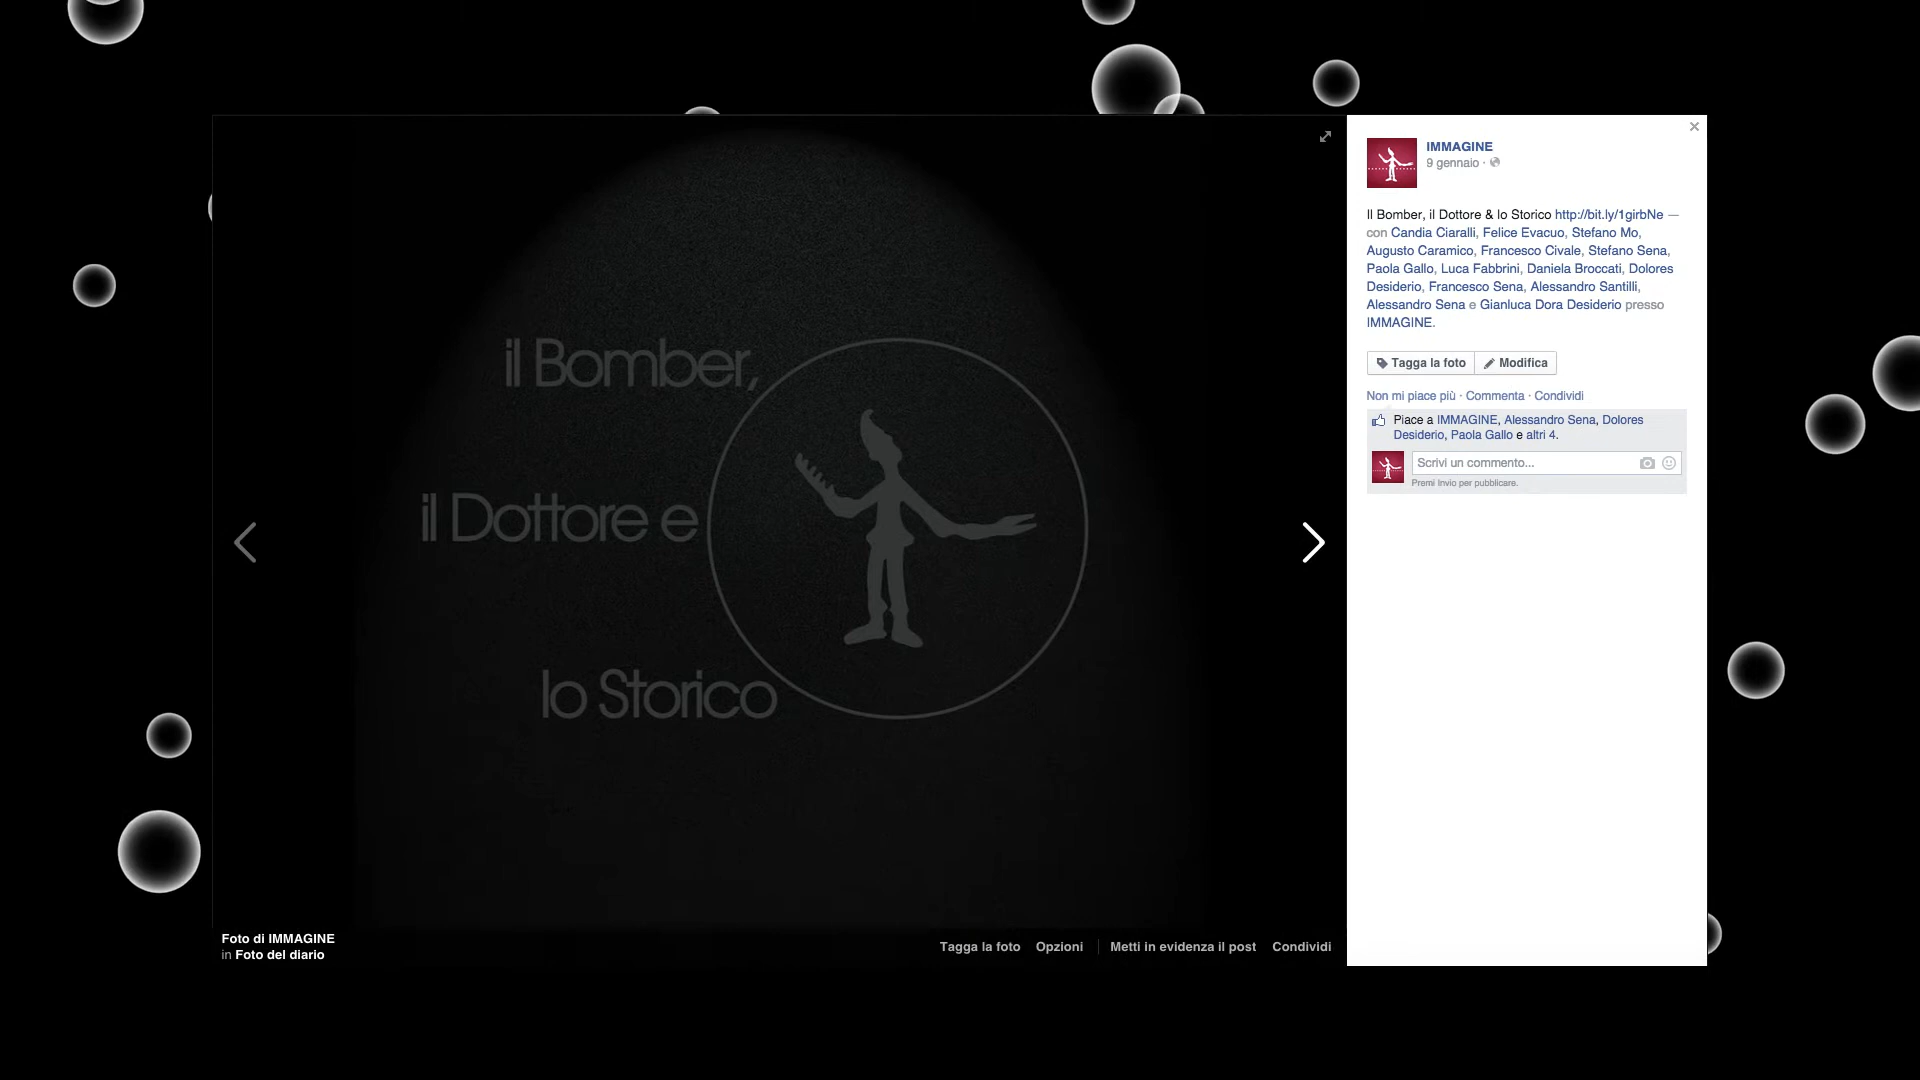 il Bomber,
il Dottore e
lo Storico
Foto di IMMAGINE
in Foto del diario
Tagga la foto Opzioni Metti in evidenza il post Condividi
IMMAGINE
9 gennaio ·
Il Bomber, il Dottore & lo Storico http://bit.ly/1girbNe —
con Candia Ciaralli, Felice Evacuo, Stefano Mo,
Augusto Caramico, Francesco Civale, Stefano Sena,
Paola Gallo, Luca Fabbrini, Daniela Broccati, Dolores
Desiderio, Francesco Sena, Alessandro Santilli,
Alessandro Sena e Gianluca Dora Desiderio presso
IMMAGINE.
Tagga la foto Modifica
Non mi piace più · Commenta · Condividi
Piace a IMMAGINE, Alessandro Sena, Dolores
Desiderio, Paola Gallo e altri 4.
Scrivi un commento...
Premi Invio per pubblicare.